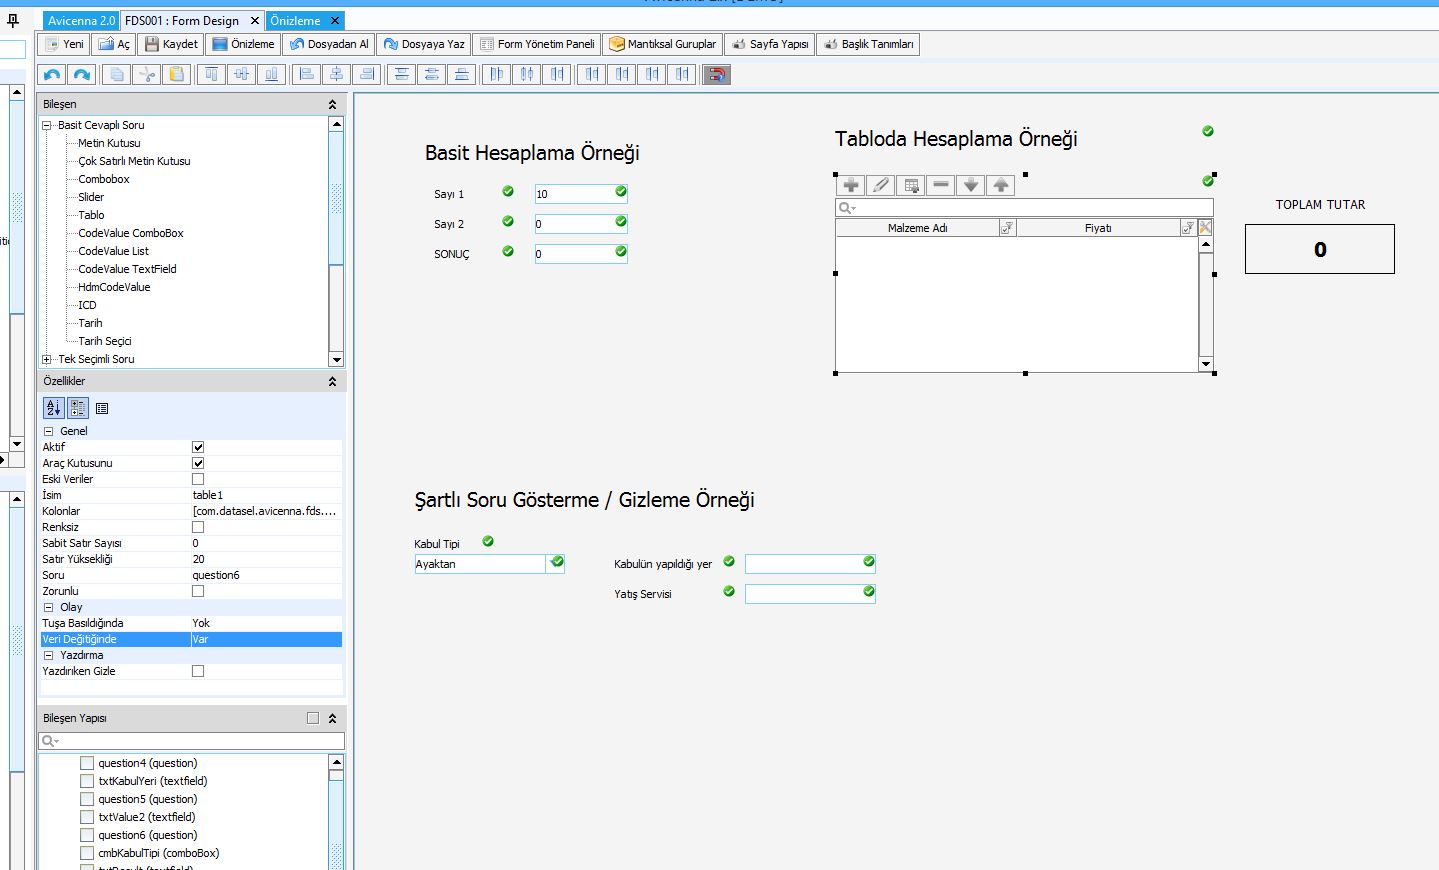 Avicenna 2.0 FDS001 : Form Design Önizleme
Yeni Aç Kaydet Önizleme Dosyadan Al Dosyaya Yaz Form Yönetim Paneli Mantıksal Guruplar Sayfa Yapısı Başlık Tanımları
Bileşen
Basit Cevaplı Soru
Metin Kutusu
Çok Satırlı Metin Kutusu
Combobox
Slider
Tablo
CodeValue ComboBox
CodeValue List
CodeValue TextField
HdmCodeValue
ICD
Tarih
Tarih Seçici
Tek Seçimli Soru
Özellikler
Genel
Aktif
Araç Kutusunu
Eski Veriler
İsim table1
Kolonlar [com.datasel.avicenna.fds....
Renksiz
Sabit Satır Sayısı 0
Satır Yüksekliği 20
Soru question6
Zorunlu
Olay
Tuşa Basıldığında Yok
Veri Değitiğinde Var
Yazdırma
Yazdırıken Gizle
Bileşen Yapısı
question4 (question)
txtKabulYeri (textfield)
question5 (question)
txtValue2 (textfield)
question6 (question)
cmbKabulTipi (comboBox)
txtResult (textfield)
Basit Hesaplama Örneği
Sayı 1 10
Sayı 2 0
SONUÇ 0
Tabloda Hesaplama Örneği
Malzeme Adı Fiyatı
TOPLAM TUTAR
0
Şartlı Soru Gösterme / Gizleme Örneği
Kabul Tipi
Ayaktan
Kabulün yapıldığı yer
Yatış Servisi